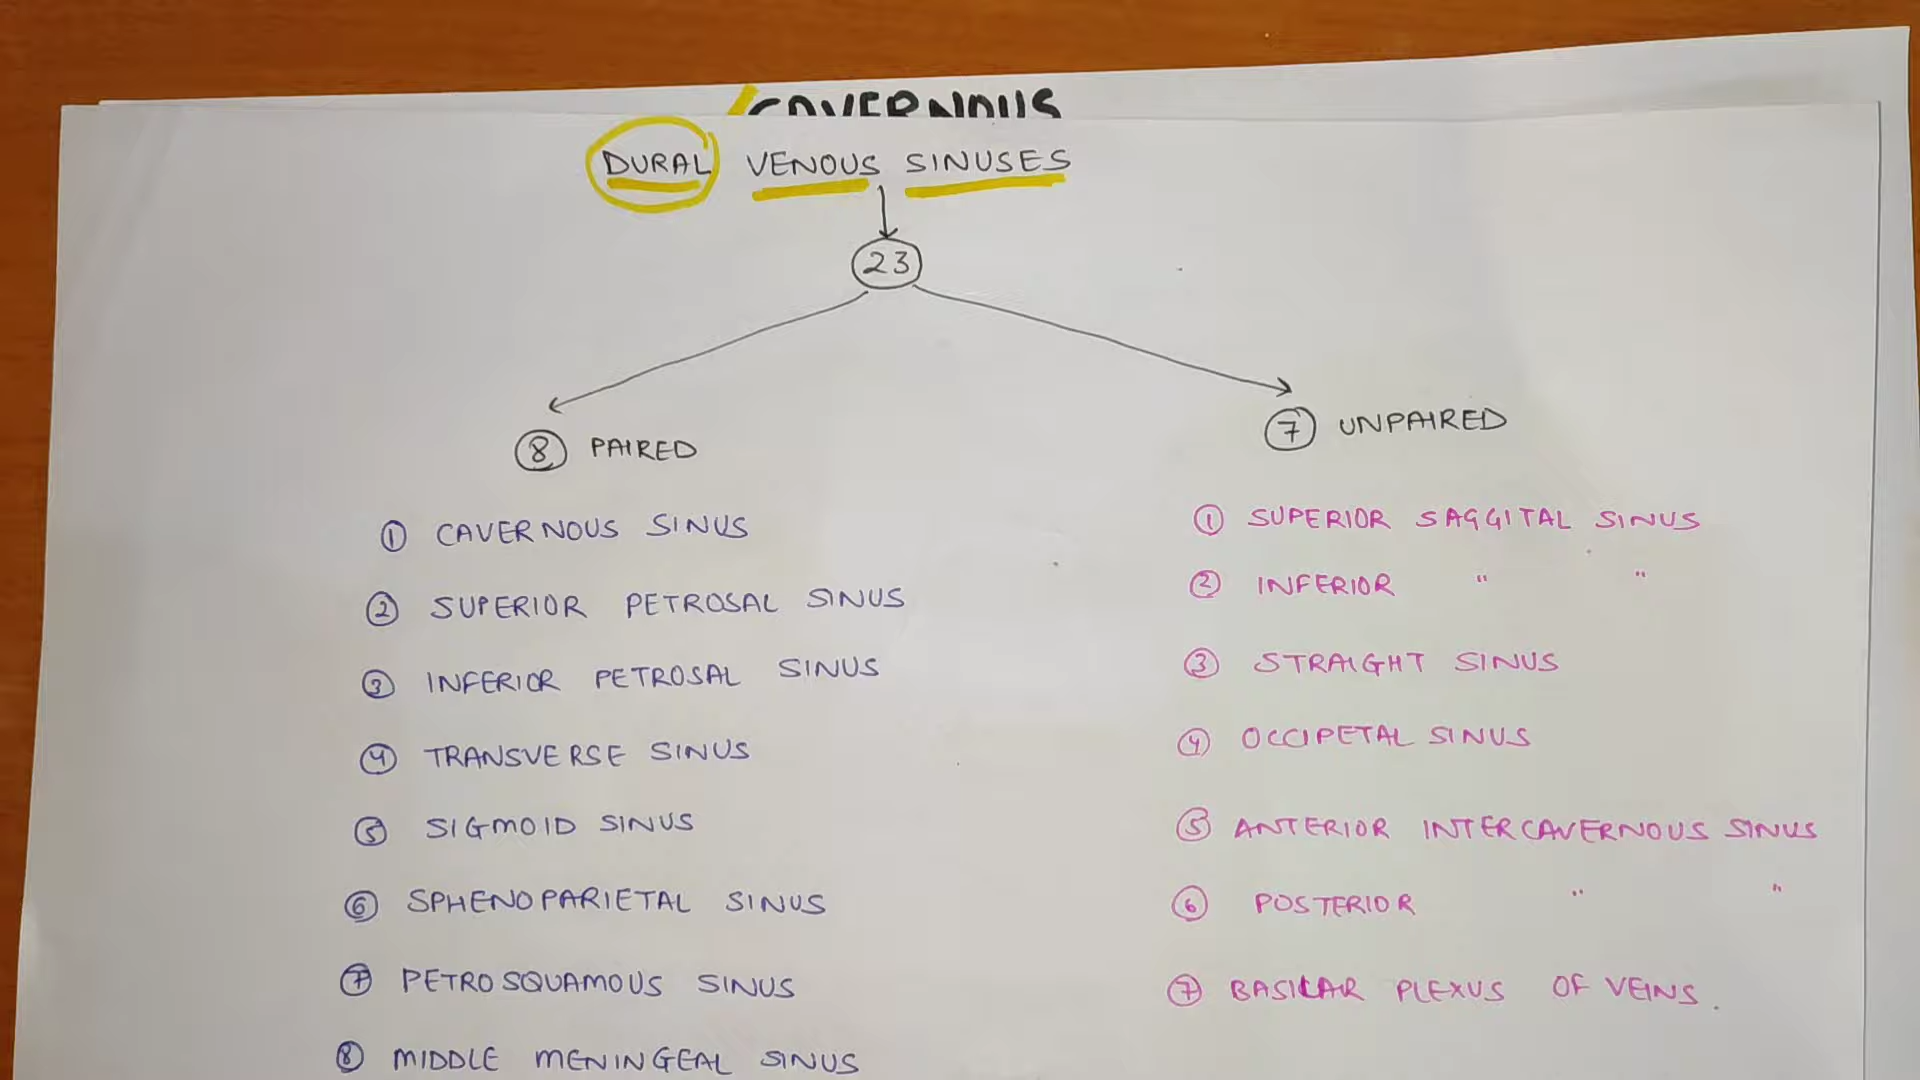 CAVERNOUS
DURAL VENOUS SINUSES
23
8 PAIRED
1 CAVERNOUS SINUS
2 SUPERIOR PETROSAL SINUS
3 INFERIOR PETROSAL SINUS
4 TRANSVERSE SINUS
5 SIGMOID SINUS
6 SPHENOPARIETAL SINUS
7 PETROSQUAMOUS SINUS
8 MIDDLE MENINGEAL SINUS
7 UNPAIRED
1 SUPERIOR SAGGITAL SINUS
2 INFERIOR " "
3 STRAIGHT SINUS
4 OCCIPETAL SINUS
5 ANTERIOR INTERCAVERNOUS SINUS
6 POSTERIOR " "
7 BASILAR PLEXUS OF VEINS.